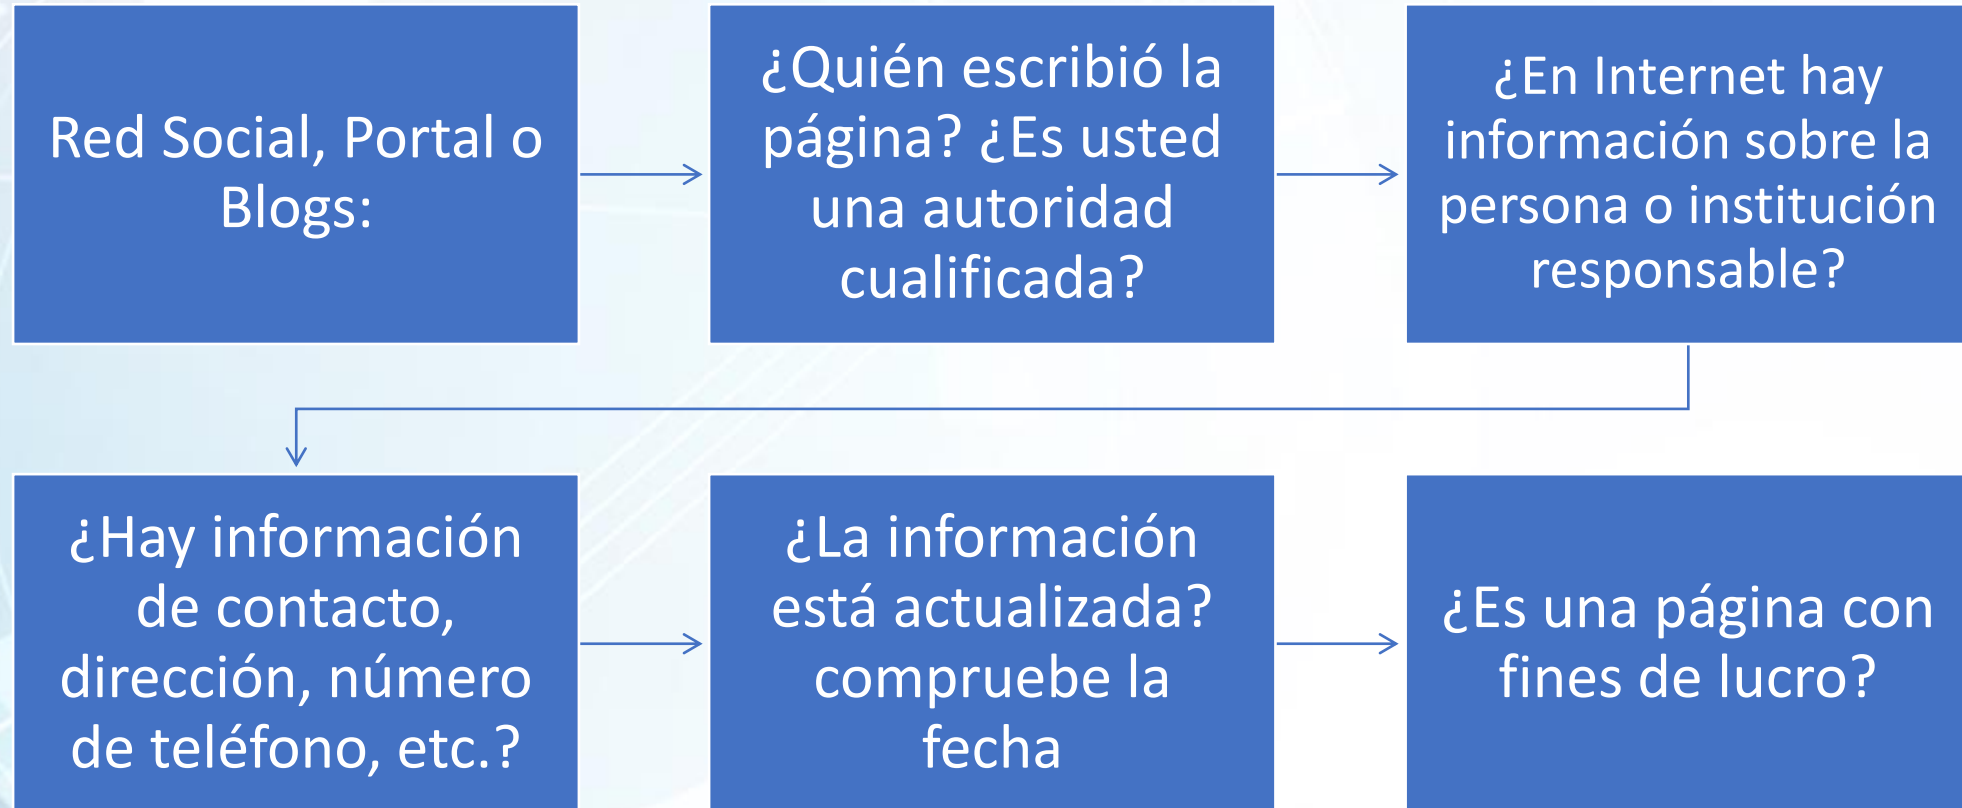 Red Social, Portal o
Blogs:
¿Quién escribió la
página? ¿Es usted
una autoridad
cualificada?
¿En Internet hay
información sobre la
persona o institución
responsable?
¿Hay información
de contacto,
dirección, número
de teléfono, etc.?
¿La información
está actualizada?
compruebe la
fecha
¿Es una página con
fines de lucro?